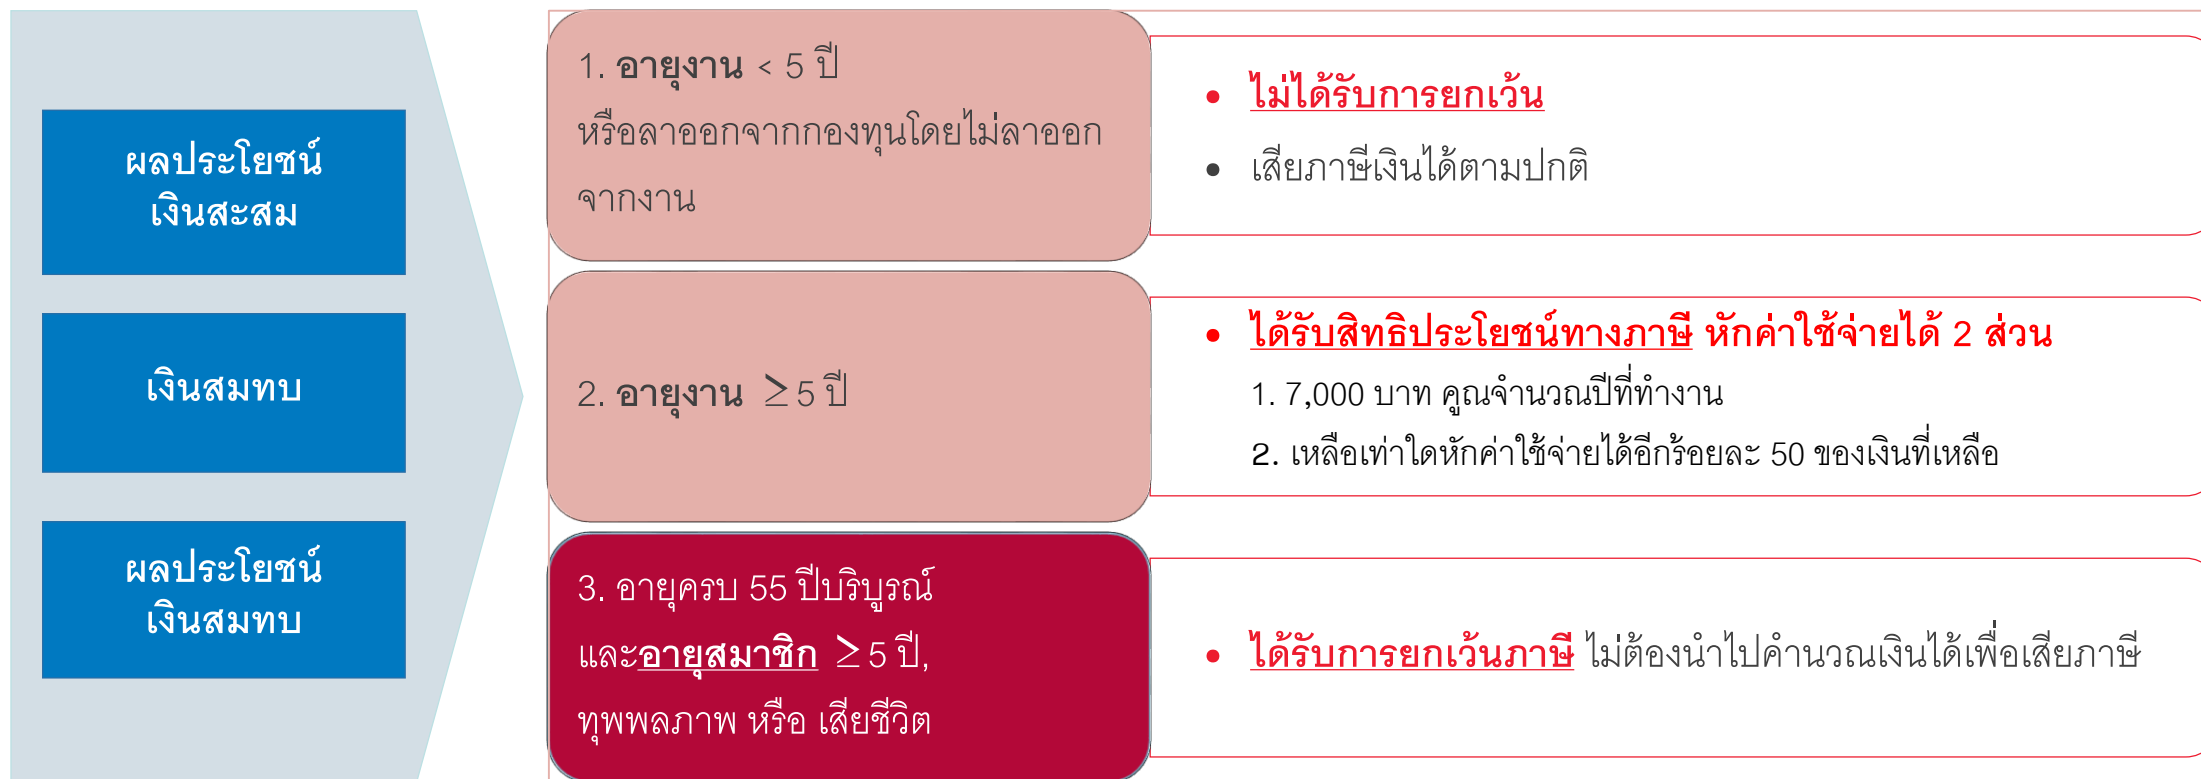 ผลประโยชน์
เงินสะสม
เงินสมทบ
ผลประโยชน์
เงินสมทบ
1. อายุงาน < 5 ปี
หรือลาออกจากกองทุนโดยไม่ลาออก
จากงาน
• ไม่ได้รับการยกเว้น
• เสียภาษีเงินได้ตามปกติ
2. อายุงาน ≥ 5 ปี
• ได้รับสิทธิประโยชน์ทางภาษี หักค่าใช้จ่ายได้ 2 ส่วน
1. 7,000 บาท คูณจำนวนปีที่ทำงาน
2. เหลือเท่าใดหักค่าใช้จ่ายได้อีกร้อยละ 50 ของเงินที่เหลือ
3. อายุครบ 55 ปีบริบูรณ์
และอายุสมาชิก ≥ 5 ปี,
ทุพพลภาพ หรือ เสียชีวิต
• ได้รับการยกเว้นภาษี ไม่ต้องนำไปคำนวณเงินได้เพื่อเสียภาษี